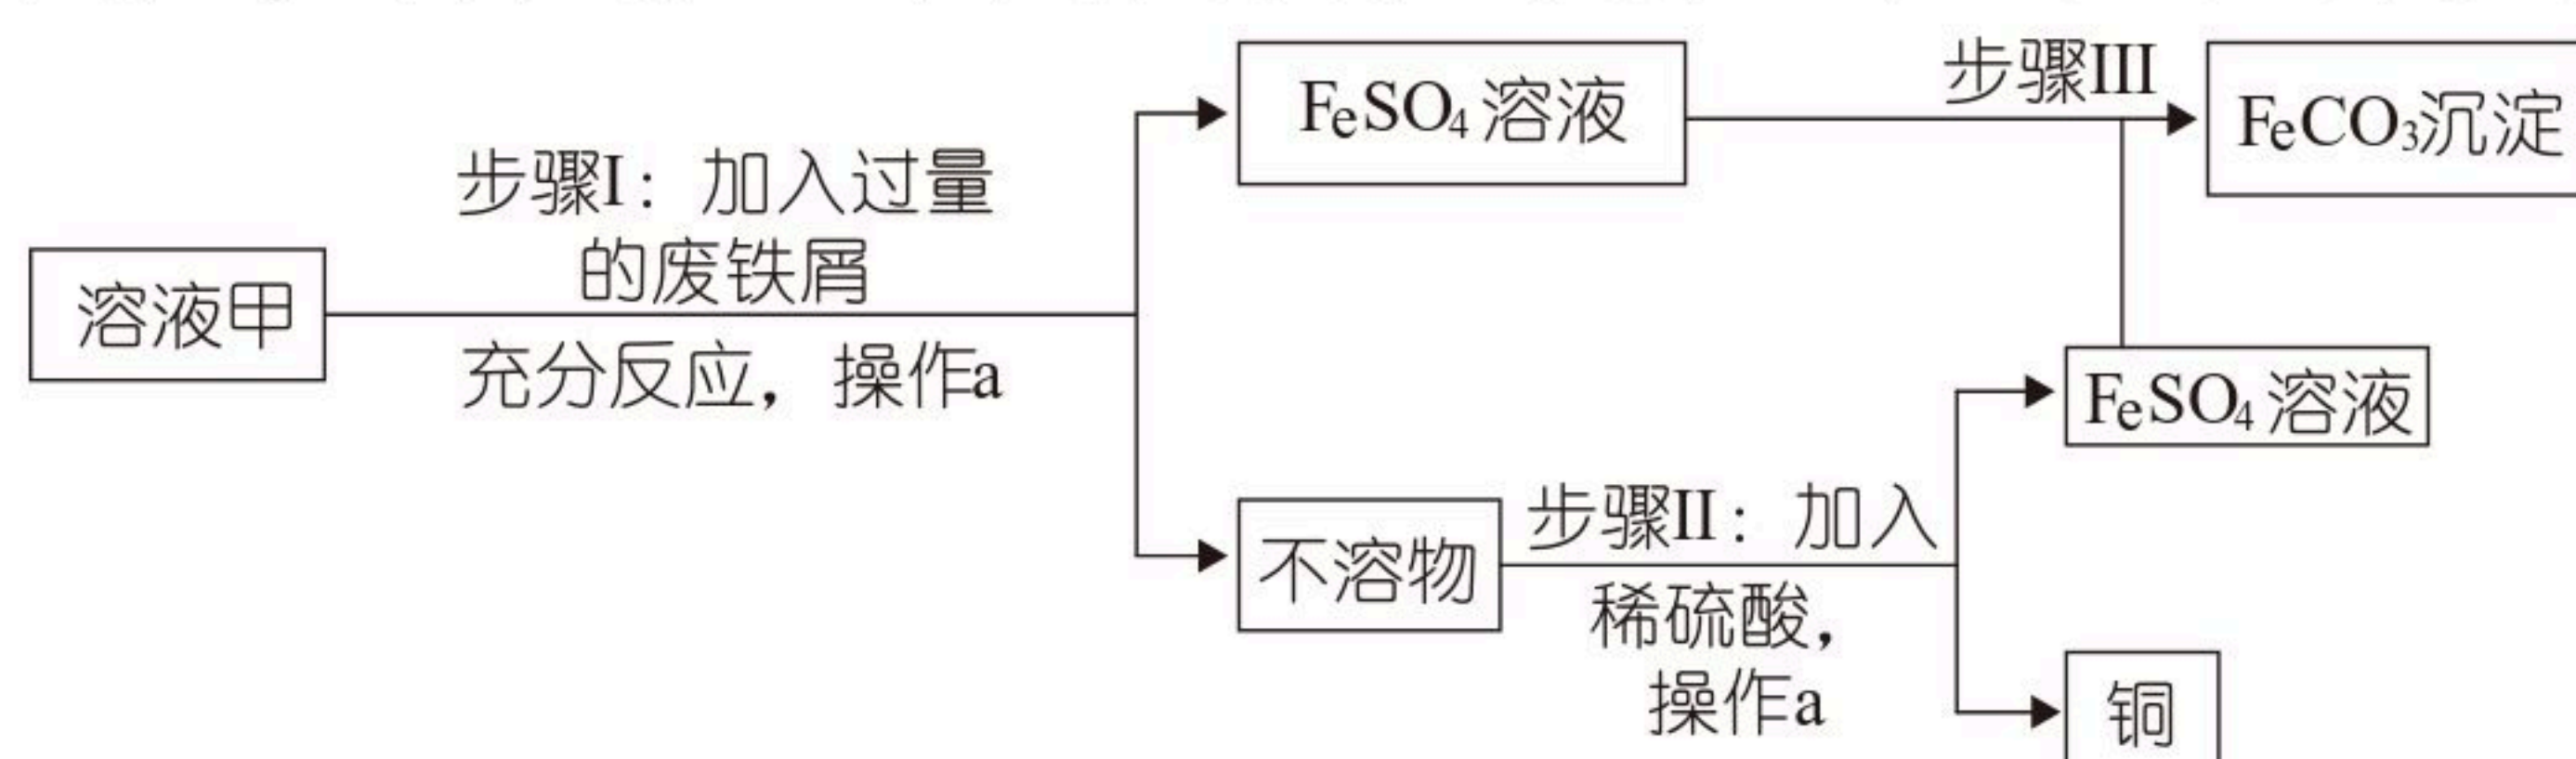 溶液甲
步骤I：加入过量
的废铁屑
充分反应，操作a
FeSO₄溶液
步骤III
FeCO₃沉淀
不溶物
步骤II：加入
稀硫酸，
操作a
FeSO₄溶液
铜